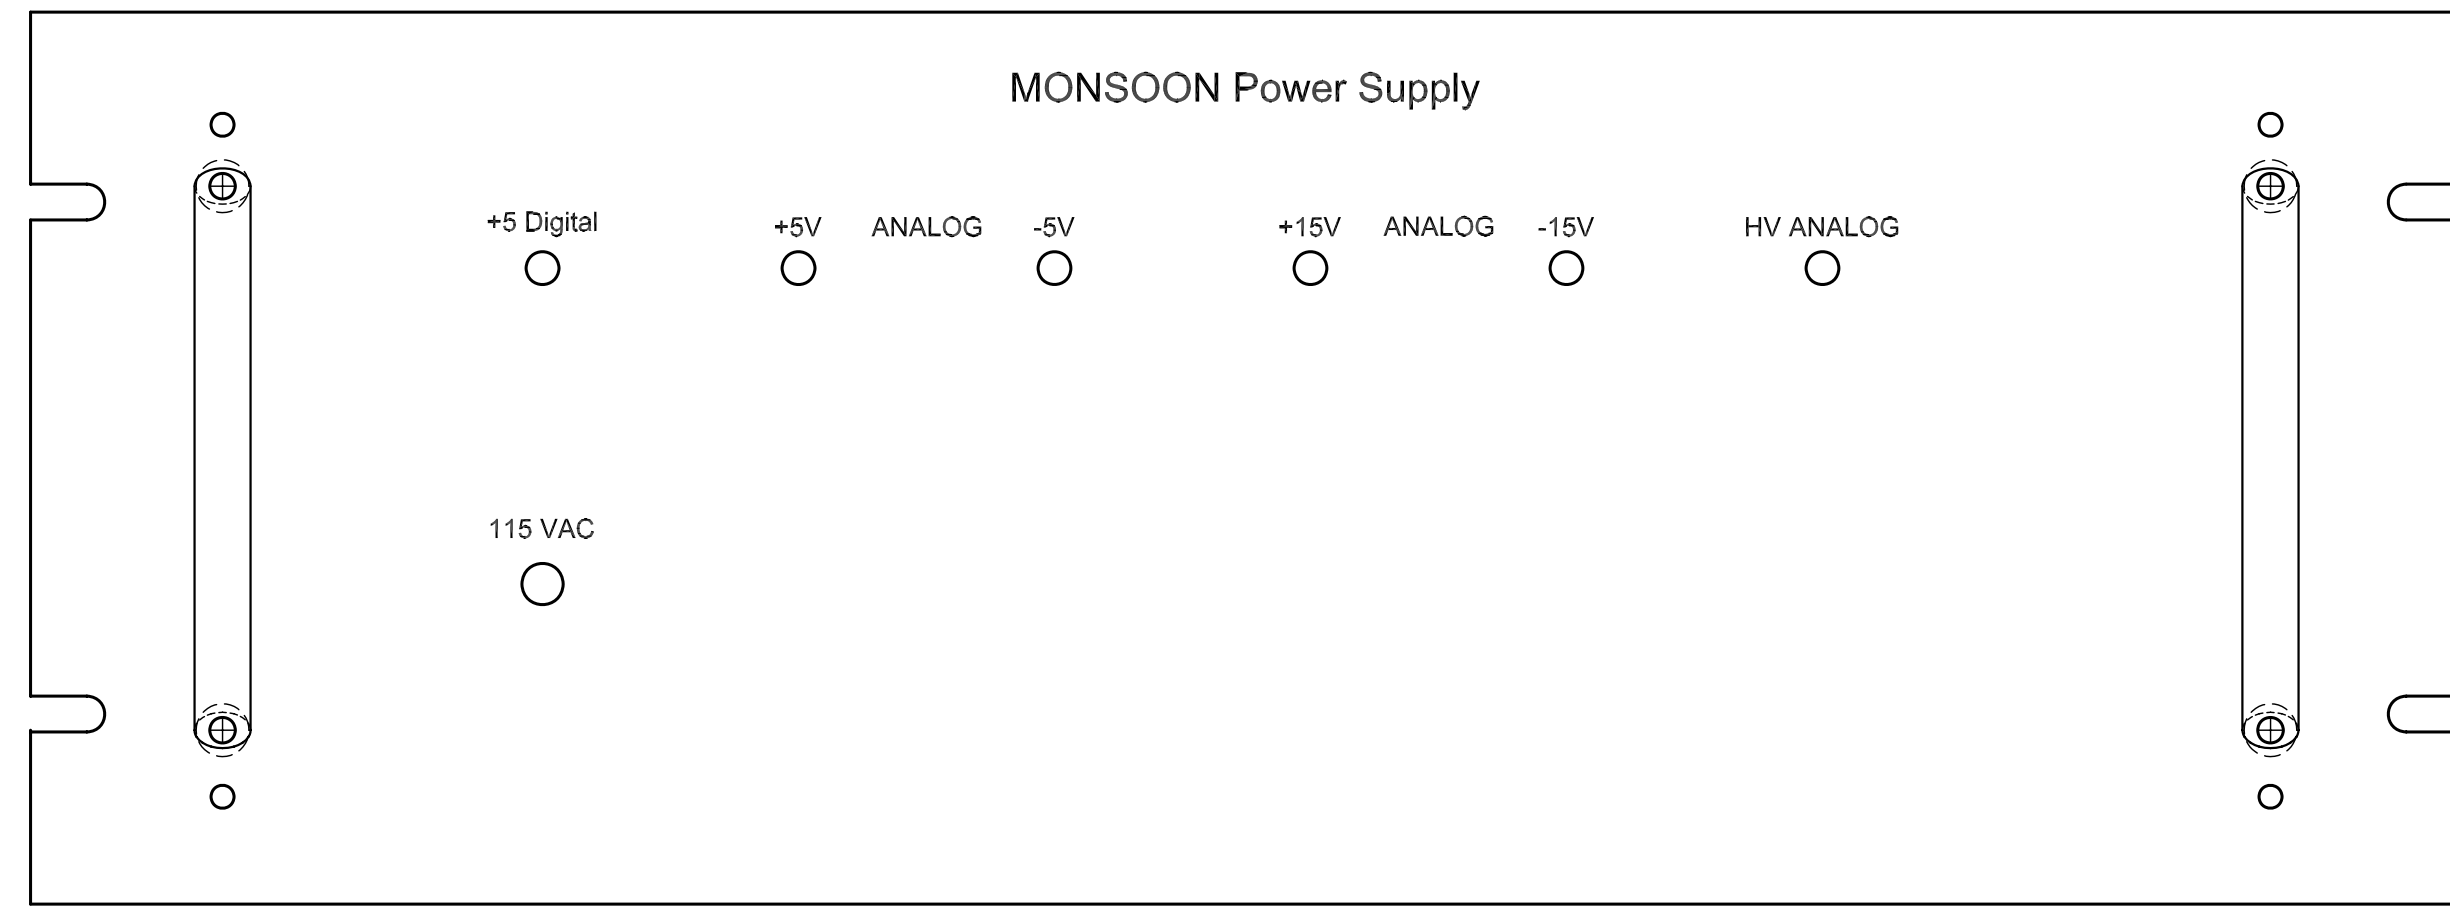 MONSOON Power Supply
+5 Digital +5V ANALOG -5V +15V ANALOG -15V HV ANALOG
115 VAC